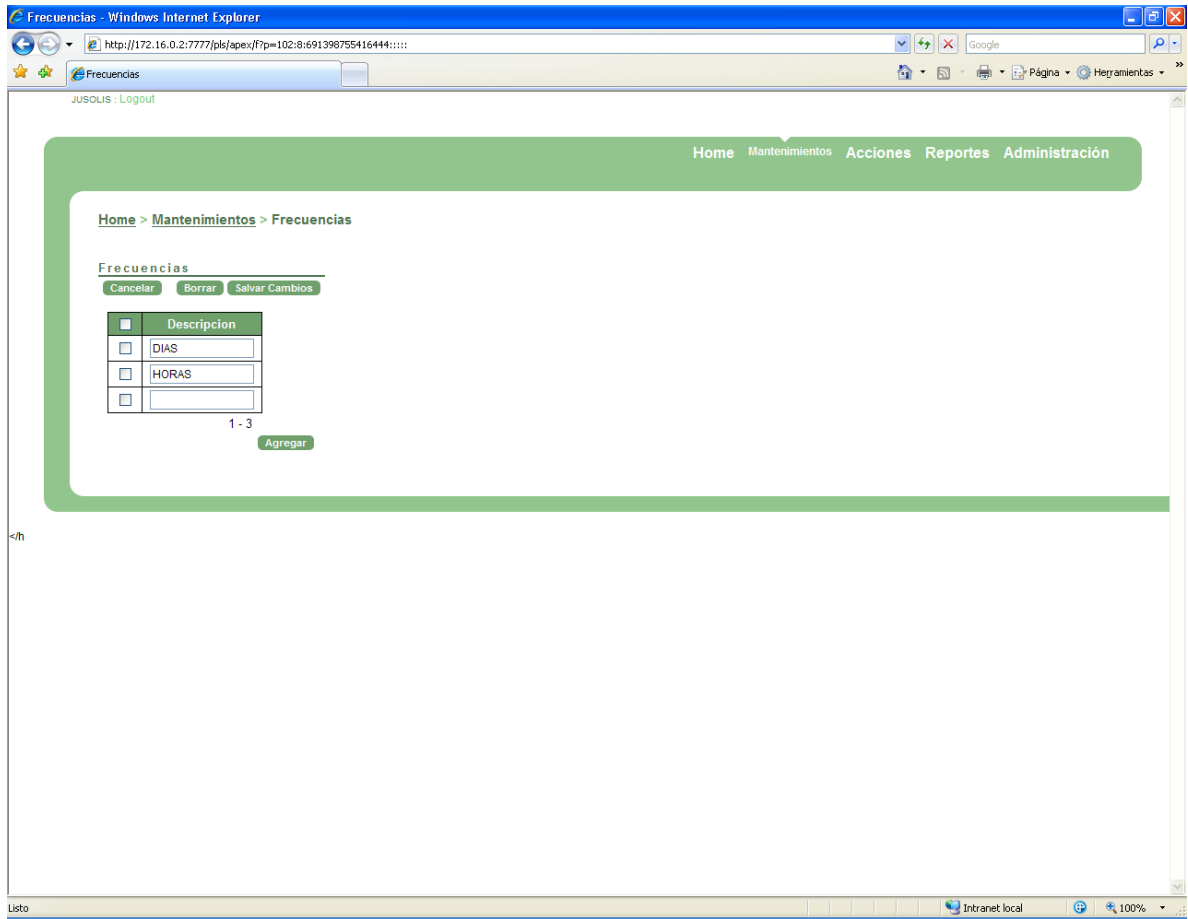 Frecuencias - Windows Internet Explorer
http://172.16.0.2:7777/pls/apex/f?p=102:8:691398755416444:::::
Google
Frecuencias
Página
Herramientas
»
JUSOLIS : Logout
Home Mantenimientos Acciones Reportes Administración
Home > Mantenimientos > Frecuencias
Frecuencias
Cancelar Borrar Salvar Cambios
Descripcion
DIAS
HORAS
1 - 3
Agregar
</h
Listo
Intranet local
100%